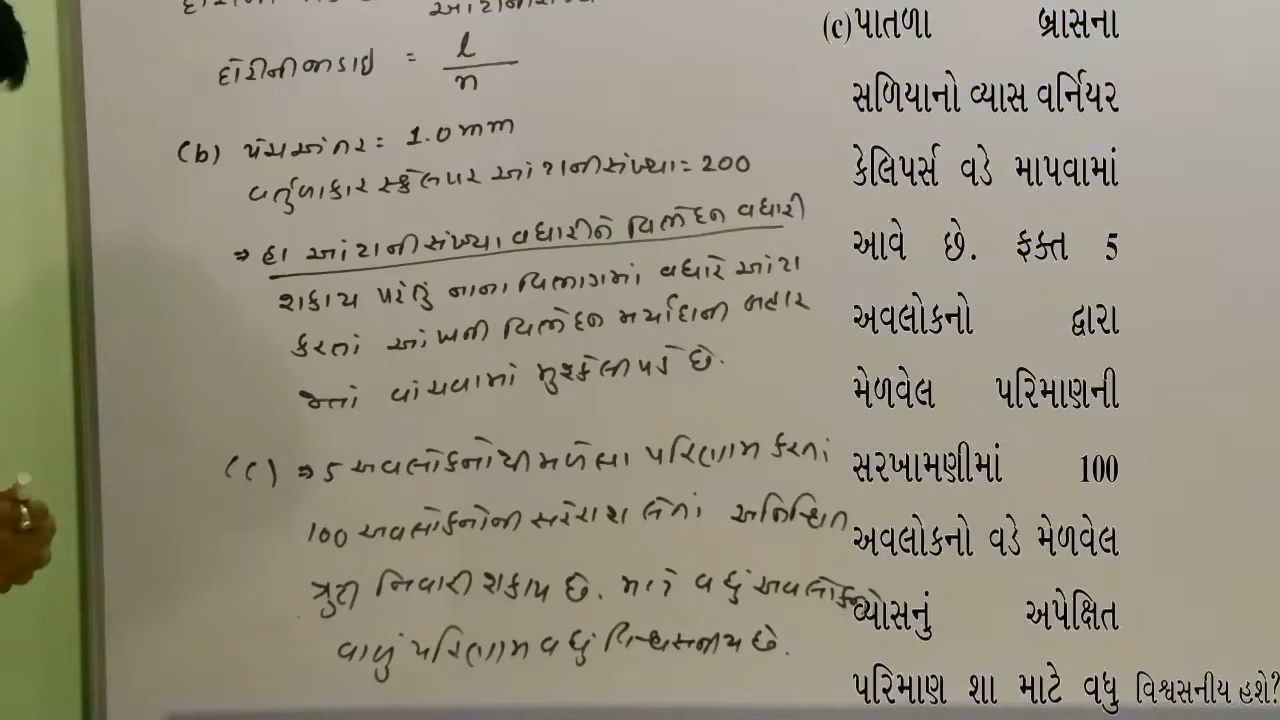 દોરીની જાડાઇ = l/n
(b) પેચઅંતર = 1.0mm
વર્તુળાકાર સ્કેલપર આંટાનીસંખ્યા = 200
⇒ હા આંટાનીસંખ્યા વધારીને વિભેદન વધારી
શકાય પરંતુ નાના વિભાગમાં વધારે આંટા
કરતાં આંખની વિભેદન મર્યાદાની બહાર
જતાં વાંચવામાં મુશ્કેલી પડે છે.
(c) ⇒ 5 અવલોકનોથી મળેલા પરિણામ કરતાં
100 અવલોકનોની સરેરાશ લેતાં અનિશ્ચિત
ત્રુટી નિવારી શકાય છે. માટે વધું અવલોકન
વાળું પરિણામ વધું વિશ્વસનીય છે.
(c) પાતળા બ્રાસના
સળિયાનો વ્યાસ વર્નિયર
કેલિપર્સ વડે માપવામાં
આવે છે. ફક્ત 5
અવલોકનો દ્વારા
મેળવેલ પરિમાણની
સરખામણીમાં 100
અવલોકનો વડે મેળવેલ
વ્યાસનું અપેક્ષિત
પરિમાણ શા માટે વધુ વિશ્વસનીય હશે?